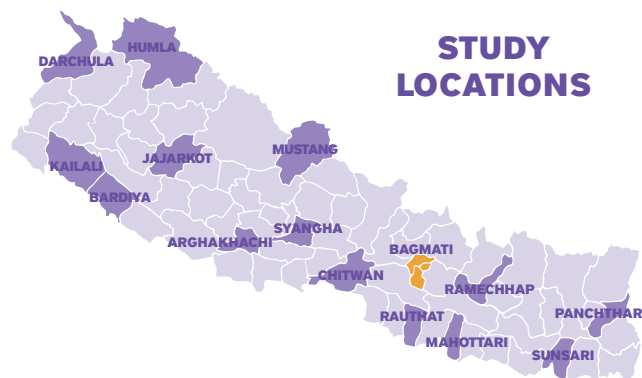 STUDY
LOCATIONS
DARCHULA
HUMLA
KAILALI
JAJARKOT
MUSTANG
BARDIYA
ARGHAKHACHI
SYANGHA
BAGMATI
CHITWAN
RAMECHHAP
RAUTHAT
MAHOTTARI
PANCHTHAR
SUNSARI